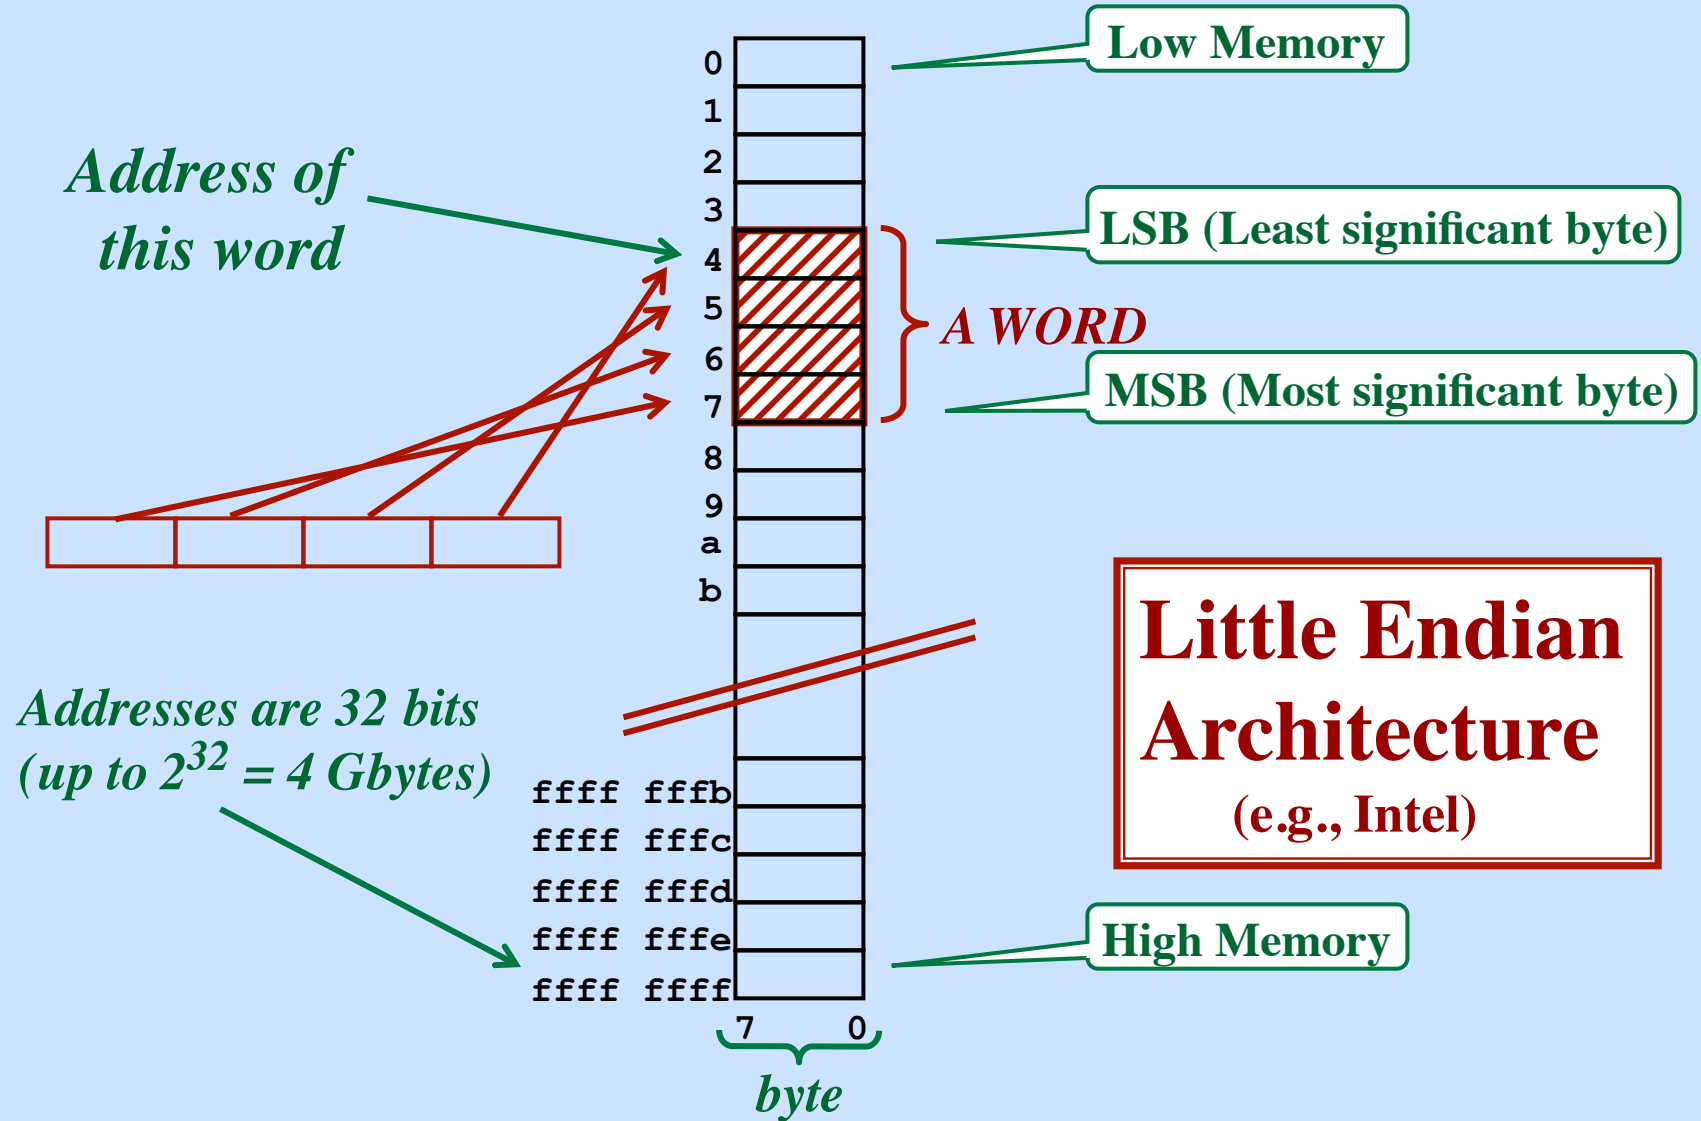 Low Memory
0
1
Address of
this word
2
3
LSB (Least significant byte)
4
5
A WORD
6
7
MSB (Most significant byte)
8
9
a
b
Little Endian
Architecture
(e.g., Intel)
Addresses are 32 bits
(up to 2^32 = 4 Gbytes)
ffff fffb
ffff fffc
ffff fffd
ffff fffe
High Memory
ffff ffff
7 0
byte